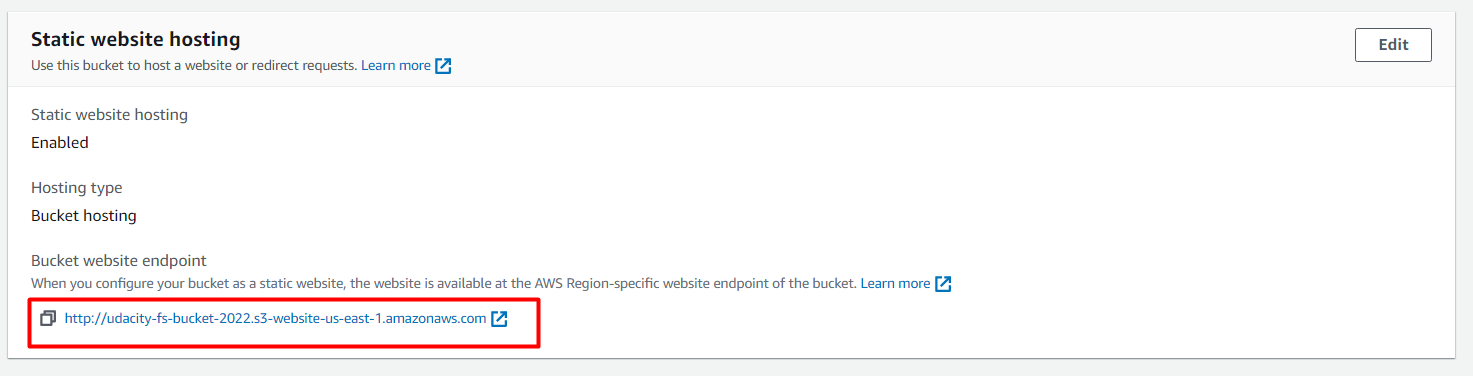 Static website hosting
Edit
Use this bucket to host a website or redirect requests. Learn more
Static website hosting
Enabled
Hosting type
Bucket hosting
Bucket website endpoint
When you configure your bucket as a static website, the website is available at the AWS Region-specific website endpoint of the bucket. Learn more
http://udacity-fs-bucket-2022.s3-website-us-east-1.amazonaws.com